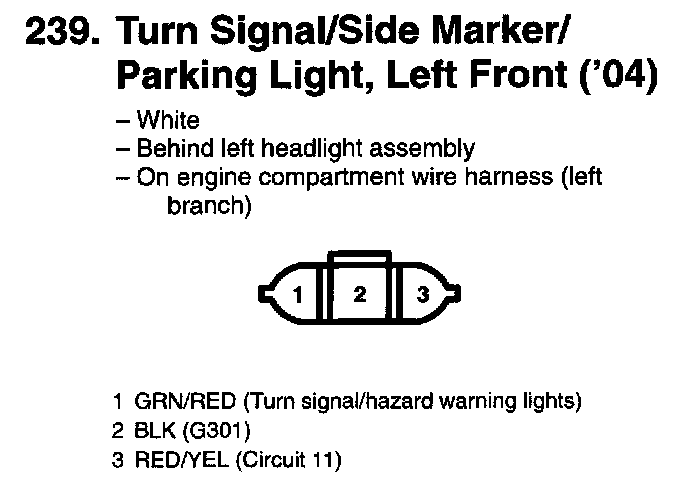 239. Turn Signal/Side Marker/
Parking Light, Left Front ('04)
– White
– Behind left headlight assembly
– On engine compartment wire harness (left
branch)
1 2 3
1 GRN/RED (Turn signal/hazard warning lights)
2 BLK (G301)
3 RED/YEL (Circuit 11)